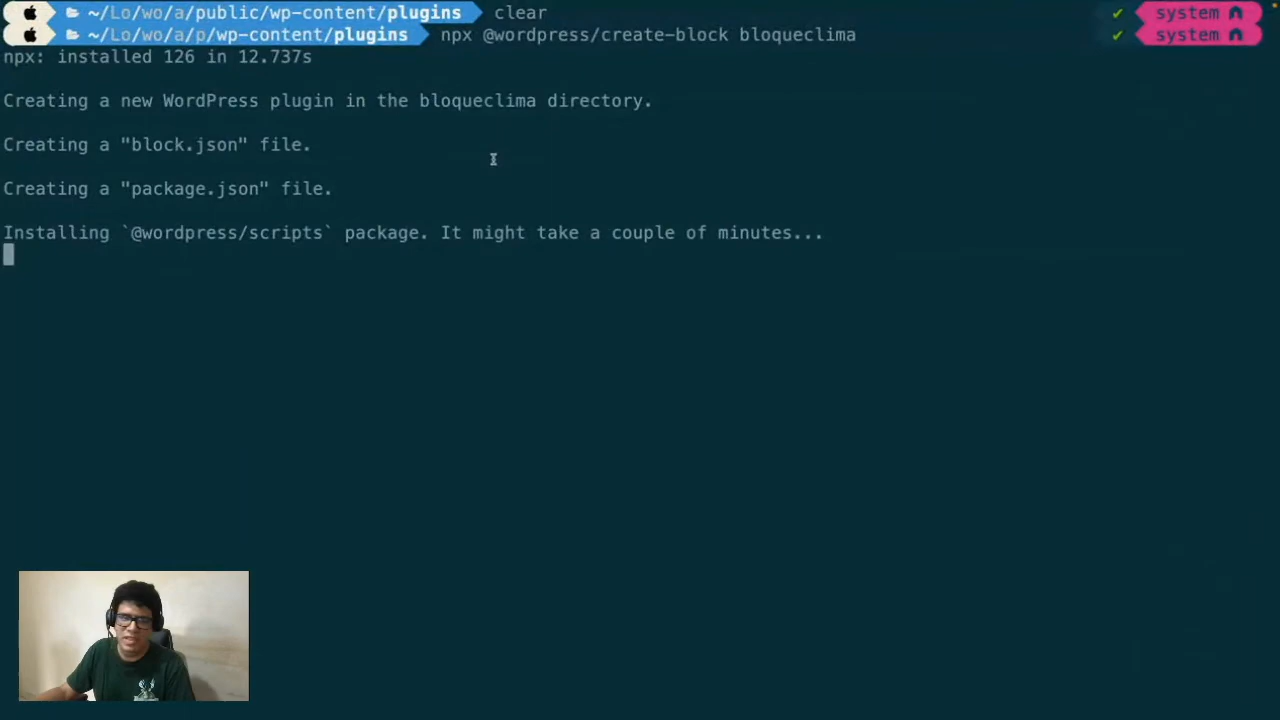 ~/Lo/wo/a/public/wp-content/plugins clear ✔ system
~/Lo/wo/a/p/wp-content/plugins npx @wordpress/create-block bloqueclima ✔ system
npx: installed 126 in 12.737s
Creating a new WordPress plugin in the bloqueclima directory.
Creating a "block.json" file.
Creating a "package.json" file.
Installing `@wordpress/scripts` package. It might take a couple of minutes...